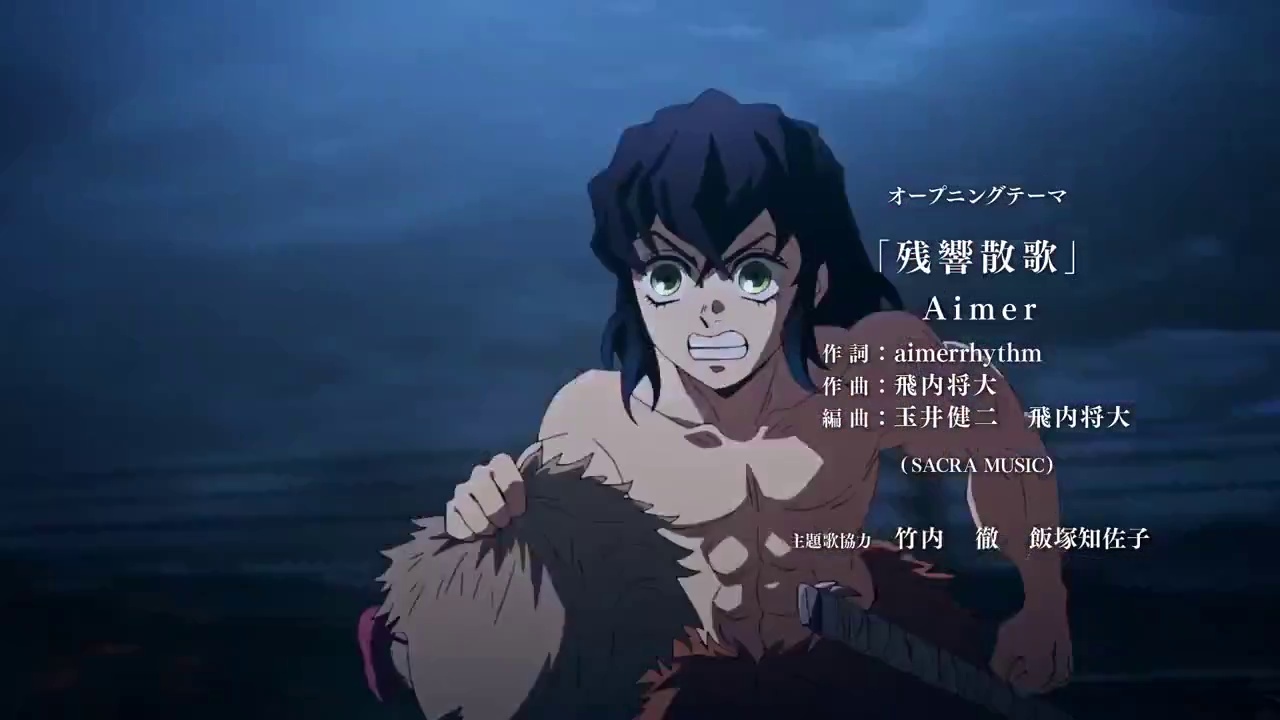 オープニングテーマ
「残響散歌」
Aimer
作詞：aimerrhythm
作曲：飛内将大
編曲：玉井健二　飛内将大
（SACRA MUSIC）
主題歌協力　竹内　徹　飯塚知佐子